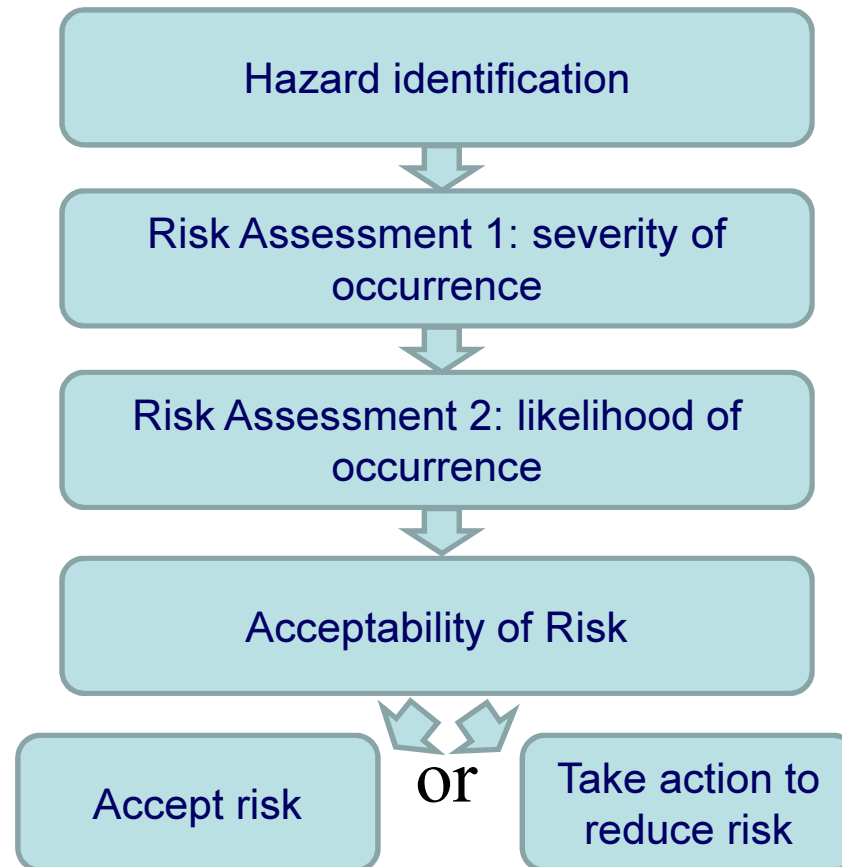 Hazard identification
Risk Assessment 1: severity of
occurrence
Risk Assessment 2: likelihood of
occurrence
Acceptability of Risk
Accept risk
or
Take action to
reduce risk